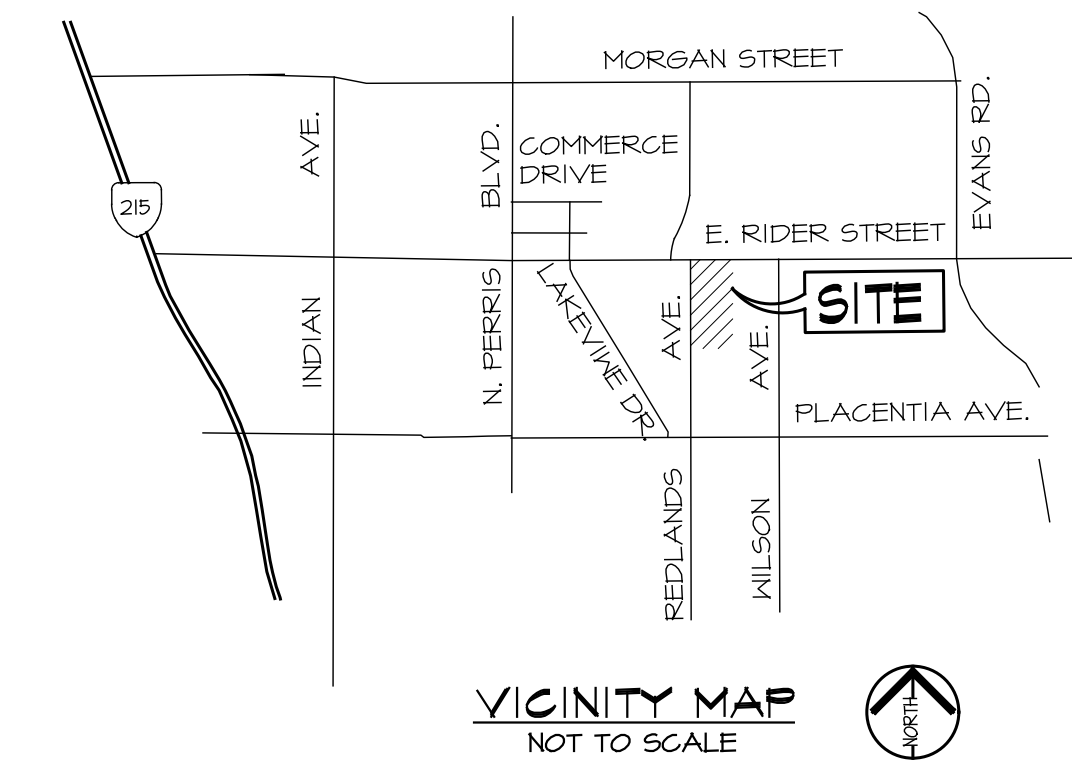 MORGAN STREET
EVANS RD.
INDIAN AVE.
N. PERRIS BLVD.
COMMERCE
DRIVE
215
E. RIDER STREET
LAKEVIWE DR.
REDLANDS AVE.
WILSON AVE.
SITE
PLACENTIA AVE.
VICINITY MAP
NOT TO SCALE
NORTH